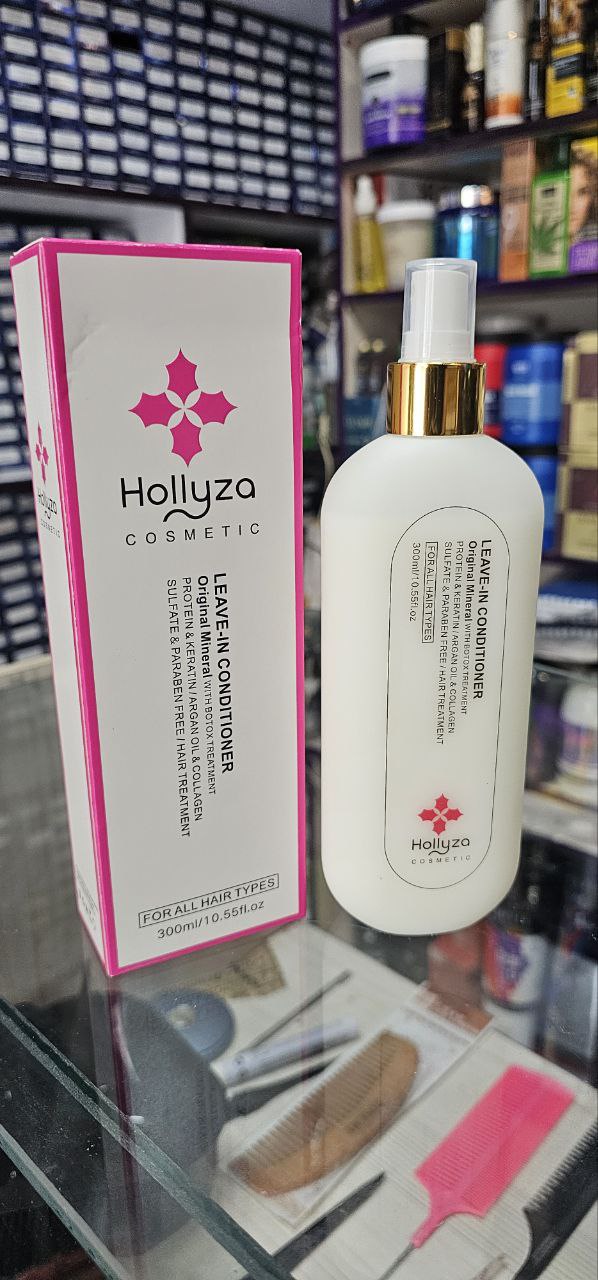 Hollyza
COSMETIC
LEAVE-IN CONDITIONER
Original Mineral WITH BOTOX TREATMENT
PROTEIN & KERATIN / ARGAN OIL & COLLAGEN
SULFATE & PARABEN FREE / HAIR TREATMENT
FOR ALL HAIR TYPES
300ml/10.55fl.oz
LEAVE-IN CONDITIONER
Original Mineral WITH BOTOX TREATMENT
PROTEIN & KERATIN / ARGAN OIL & COLLAGEN
SULFATE & PARABEN FREE / HAIR TREATMENT
FOR ALL HAIR TYPES
300ml/10.55fl.oz
Hollyza
COSMETIC